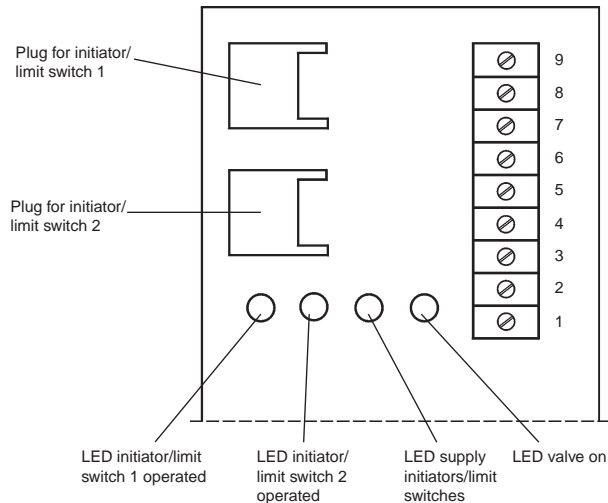 Plug for initiator/
limit switch 1
9
8
7
6
Plug for initiator/
limit switch 2
5
4
3
2
1
LED initiator/limit
switch 1 operated
LED initiator/
limit switch 2
operated
LED supply
initiators/limit
switches
LED valve on